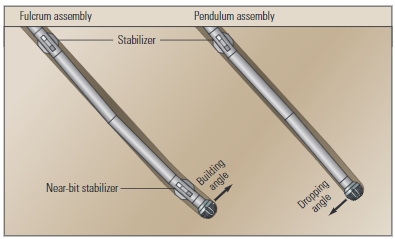 Fulcrum assembly
Pendulum assembly
Stabilizer
Near-bit stabilizer
Building
angle
Dropping
angle